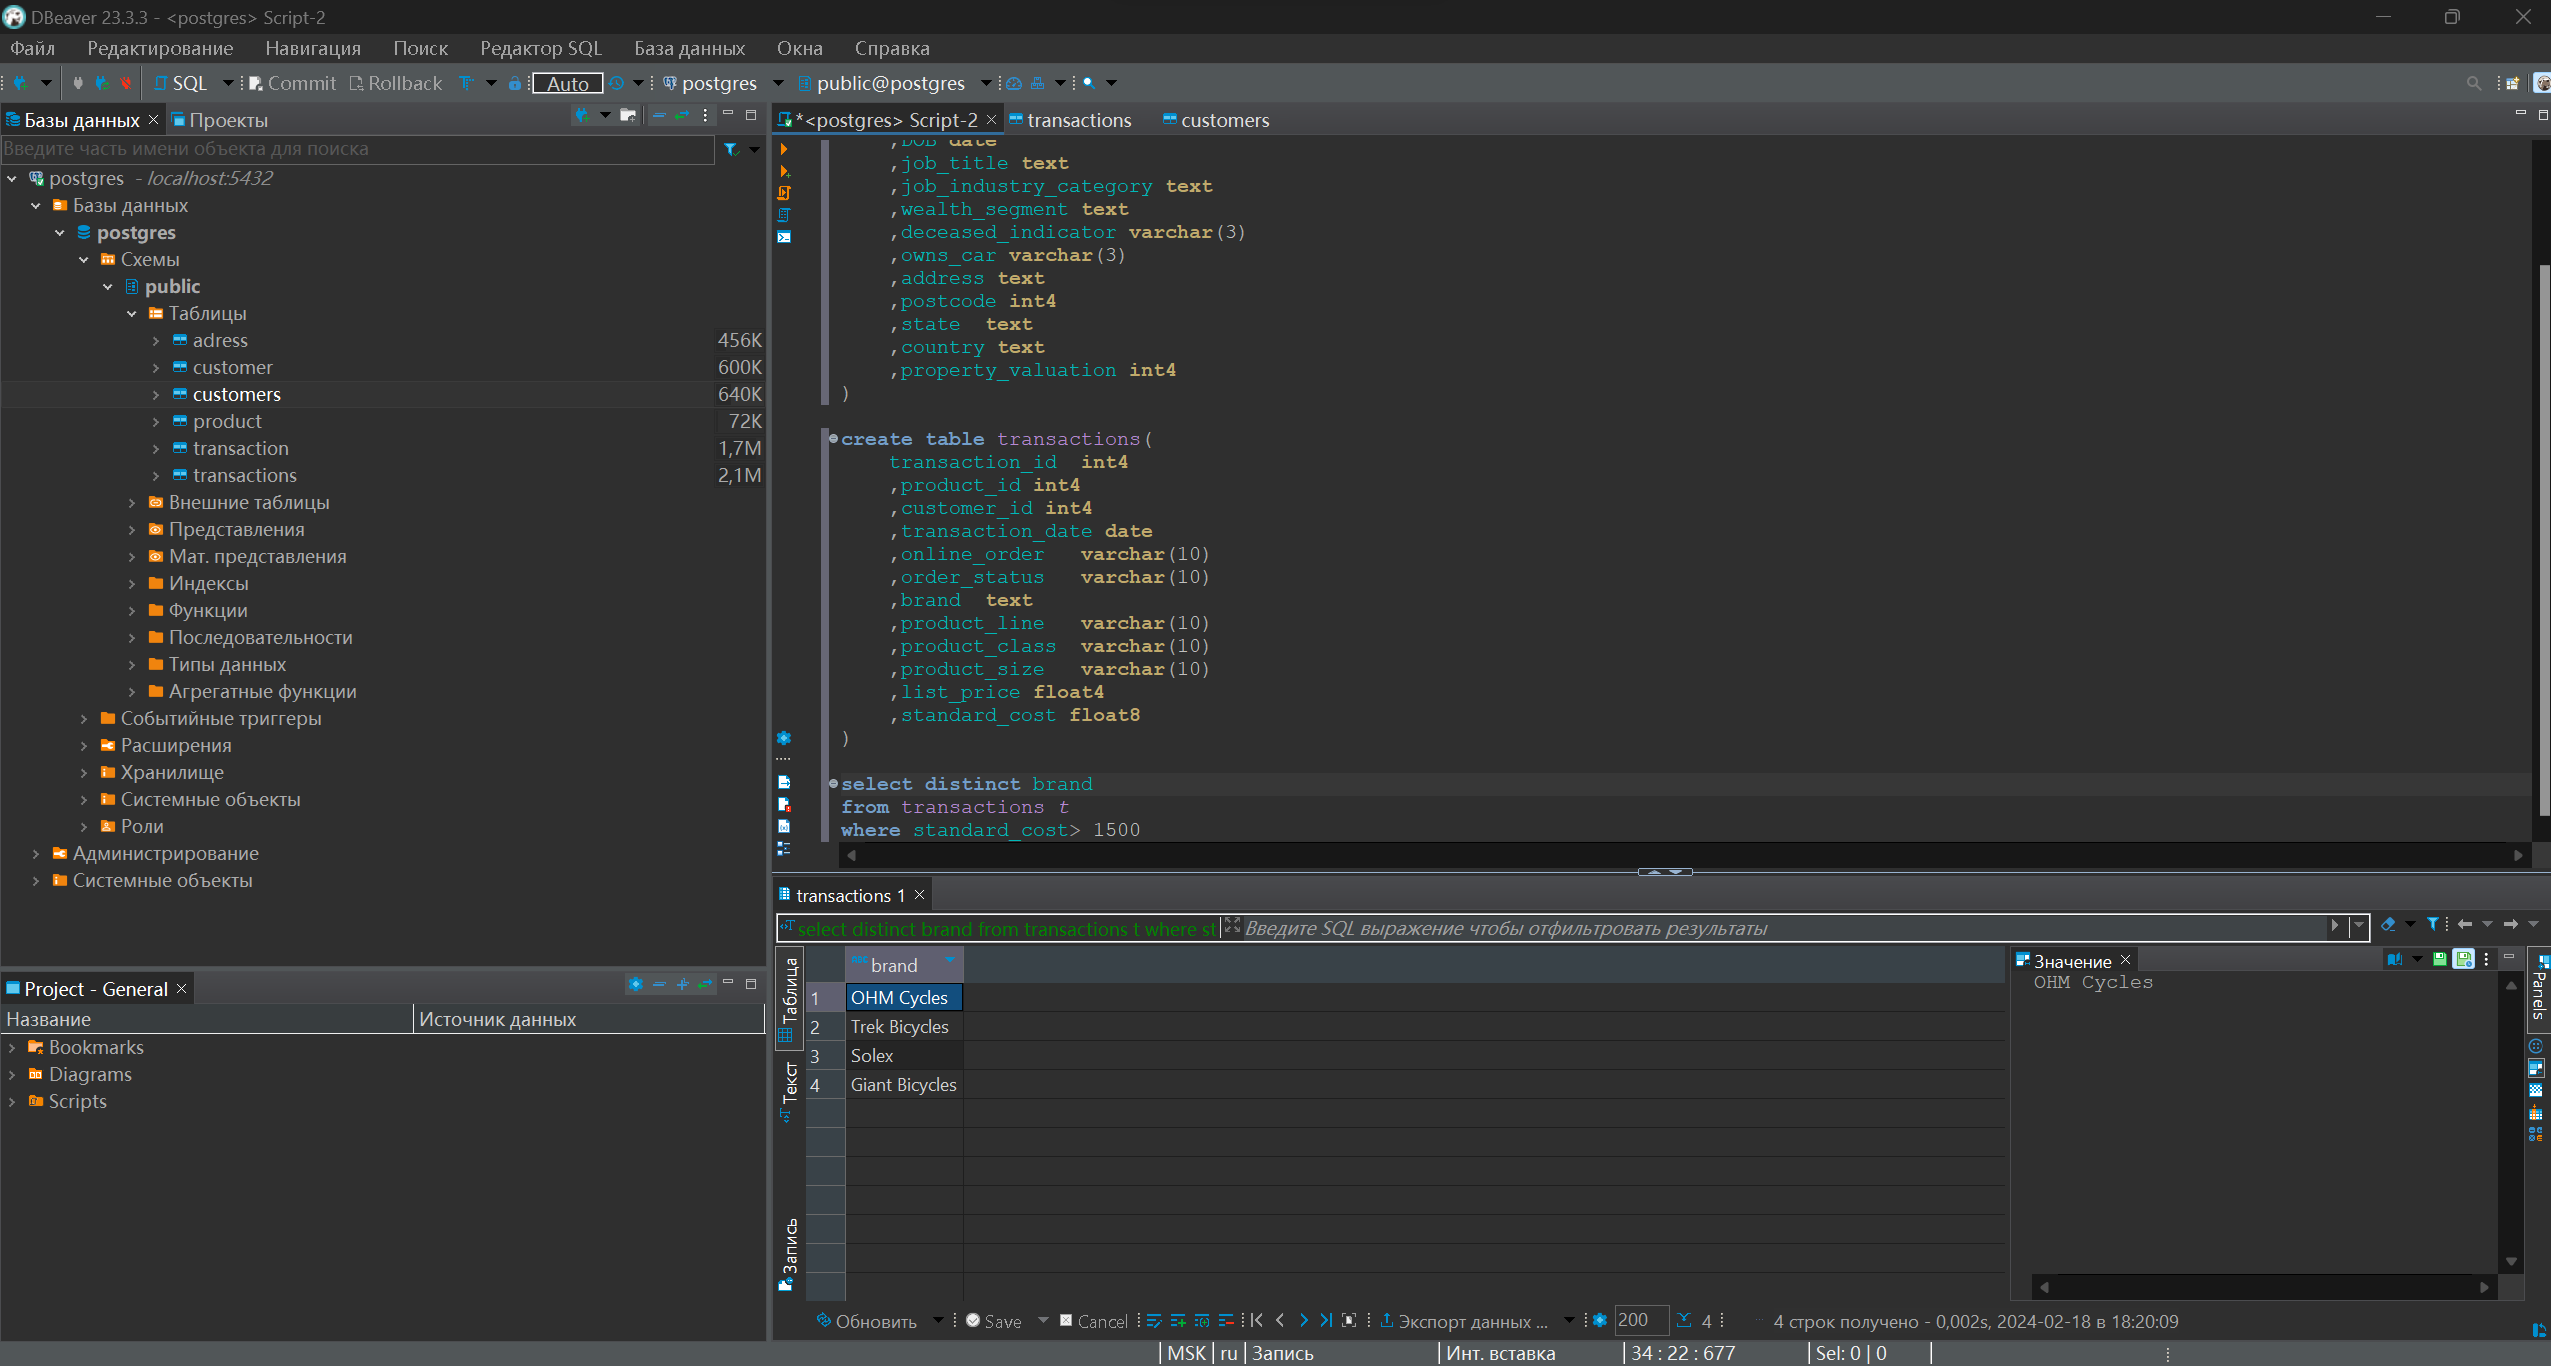 DBeaver 23.3.3 - <postgres> Script-2
Файл Редактирование Навигация Поиск Редактор SQL База данных Окна Справка
SQL Commit Rollback Auto postgres public@postgres
Базы данных Проекты
Введите часть имени объекта для поиска
postgres - localhost:5432
Базы данных
postgres
Схемы
public
Таблицы
adress 456K
customer 600K
customers 640K
product 72K
transaction 1,7M
transactions 2,1M
Внешние таблицы
Представления
Мат. представления
Индексы
Функции
Последовательности
Типы данных
Агрегатные функции
Событийные триггеры
Расширения
Хранилище
Системные объекты
Роли
Администрирование
Системные объекты
Project - General
Название Источник данных
Bookmarks
Diagrams
Scripts
*<postgres> Script-2 transactions customers
,DOB date
,job_title text
,job_industry_category text
,wealth_segment text
,deceased_indicator varchar(3)
,owns_car varchar(3)
,address text
,postcode int4
,state text
,country text
,property_valuation int4
)
create table transactions(
transaction_id int4
,product_id int4
,customer_id int4
,transaction_date date
,online_order varchar(10)
,order_status varchar(10)
,brand text
,product_line varchar(10)
,product_class varchar(10)
,product_size varchar(10)
,list_price float4
,standard_cost float8
)
select distinct brand
from transactions t
where standard_cost> 1500
transactions 1
select distinct brand from transactions t where st Введите SQL выражение чтобы отфильтровать результаты
Таблица
Текст
Запись
brand
1 OHM Cycles
2 Trek Bicycles
3 Solex
4 Giant Bicycles
Значение
OHM Cycles
Panels
Обновить Save Cancel Экспорт данных ... 200 4 4 строк получено - 0,002s, 2024-02-18 в 18:20:09
MSK ru Запись Инт. вставка 34 : 22 : 677 Sel: 0 | 0